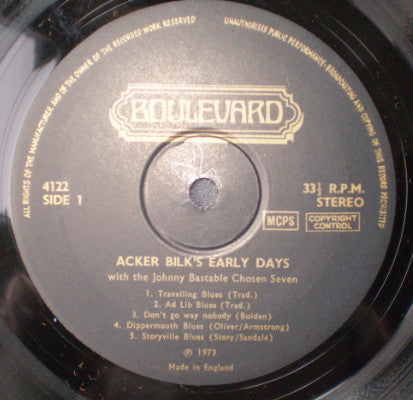 ALL RIGHTS OF THE MANUFACTURER AND OF THE OWNER OF THE RECORDED WORK RESERVED
UNAUTHORISED PUBLIC PERFORMANCE, BROADCASTING AND COPYING OF THIS RECORD PROHIBITED
BOULEVARD
4122
SIDE 1
33⅓ R.P.M.
STEREO
MCPS
COPYRIGHT
CONTROL
ACKER BILK'S EARLY DAYS
with the Johnny Bastable Chosen Seven
1. Travelling Blues (Trad.)
2. Ad Lib Blues (Trad.)
3. Don't go way nobody (Bolden)
4. Dippermouth Blues (Oliver/Armstrong)
5. Storyville Blues (Story/Sandale)
℗ 1973
Made in England